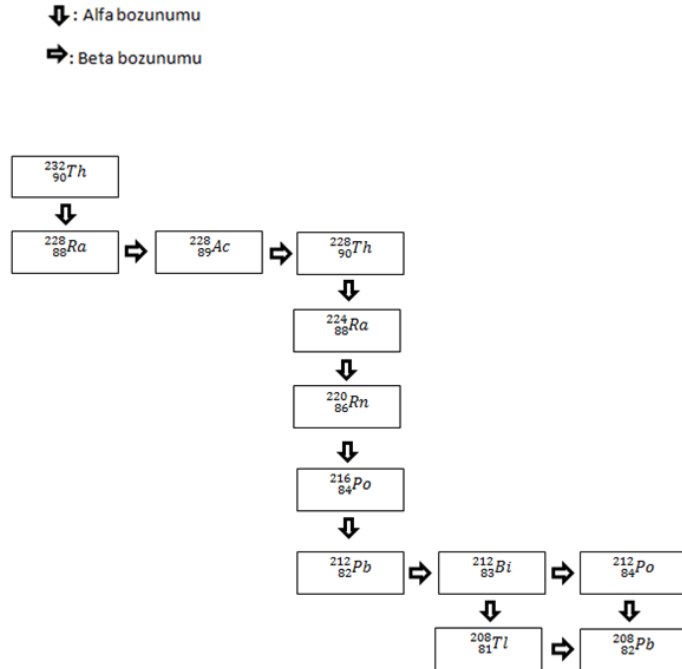 : Alfa bozunumu
: Beta bozunumu
²³²₉₀Th
²²⁸₈₈Ra ²²⁸₈₉Ac ²²⁸₉₀Th
²²⁴₈₈Ra
²²⁰₈₆Rn
²¹⁶₈₄Po
²¹²₈₂Pb ²¹²₈₃Bi ²¹²₈₄Po
²⁰⁸₈₁Tl ²⁰⁸₈₂Pb